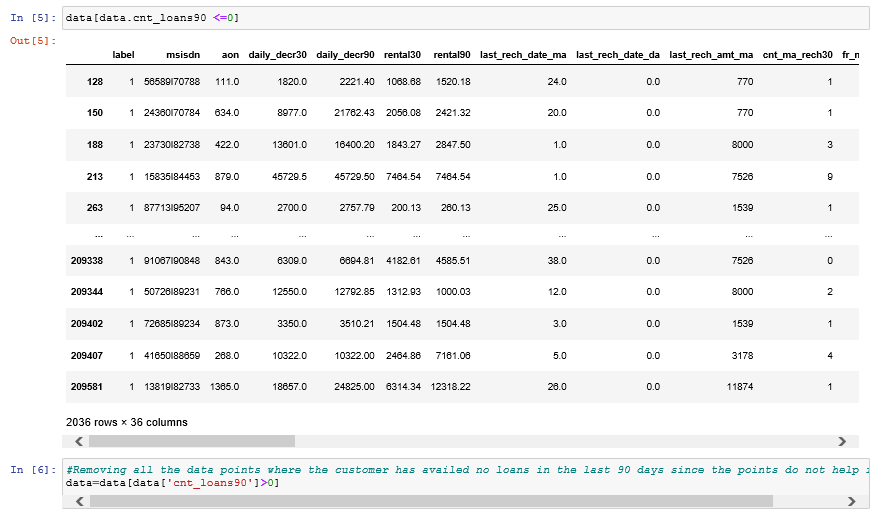 In [5]: data[data.cnt_loans90 <=0]
Out[5]:
label msisdn aon daily_decr30 daily_decr90 rental30 rental90 last_rech_date_ma last_rech_date_da last_rech_amt_ma cnt_ma_rech30
128 1 56589I70788 111.0 1820.0 2221.40 1068.68 1520.18 24.0 0.0 770 1
150 1 24360I70784 634.0 8977.0 21762.43 2056.08 2421.32 20.0 0.0 770 1
188 1 23730I82738 422.0 13601.0 16400.20 1843.27 2847.50 1.0 0.0 8000 3
213 1 15835I84453 879.0 45729.5 45729.50 7464.54 7464.54 1.0 0.0 7526 9
263 1 87713I95207 94.0 2700.0 2757.79 200.13 260.13 25.0 0.0 1539 1
... ... ... ... ... ... ... ... ... ... ... ...
209338 1 91067I90848 843.0 6309.0 6694.81 4182.61 4585.51 38.0 0.0 7526 0
209344 1 50726I89231 766.0 12550.0 12792.85 1312.93 1000.03 12.0 0.0 8000 2
209402 1 72685I89234 873.0 3350.0 3510.21 1504.48 1504.48 3.0 0.0 1539 1
209407 1 41650I88659 268.0 10322.0 10322.00 2464.86 7161.06 5.0 0.0 3178 4
209581 1 13819I82733 1365.0 18657.0 24825.00 6314.34 12318.22 26.0 0.0 11874 1
2036 rows × 36 columns
In [6]: #Removing all the data points where the customer has availed no loans in the last 90 days since the points do not help
data=data[data['cnt_loans90']>0]